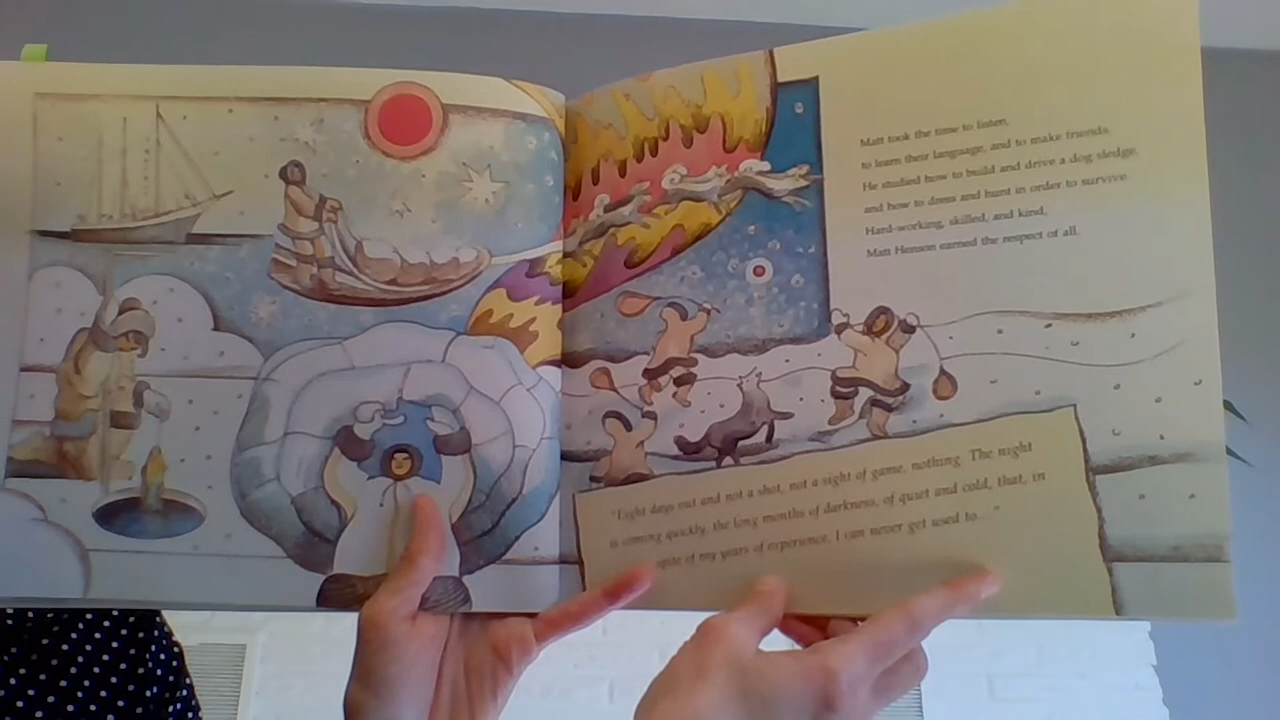 Matt took the time to listen,
to learn their language, and to make friends.
He studied how to build and drive a dog sledge,
and how to dress and hunt in order to survive.
Hard-working, skilled, and kind,
Matt Henson earned the respect of all.
"Eight days out and not a shot, not a sight of game, nothing. The night
is coming quickly, the long months of darkness, of quiet and cold, that, in
spite of my years of experience, I can never get used to..."